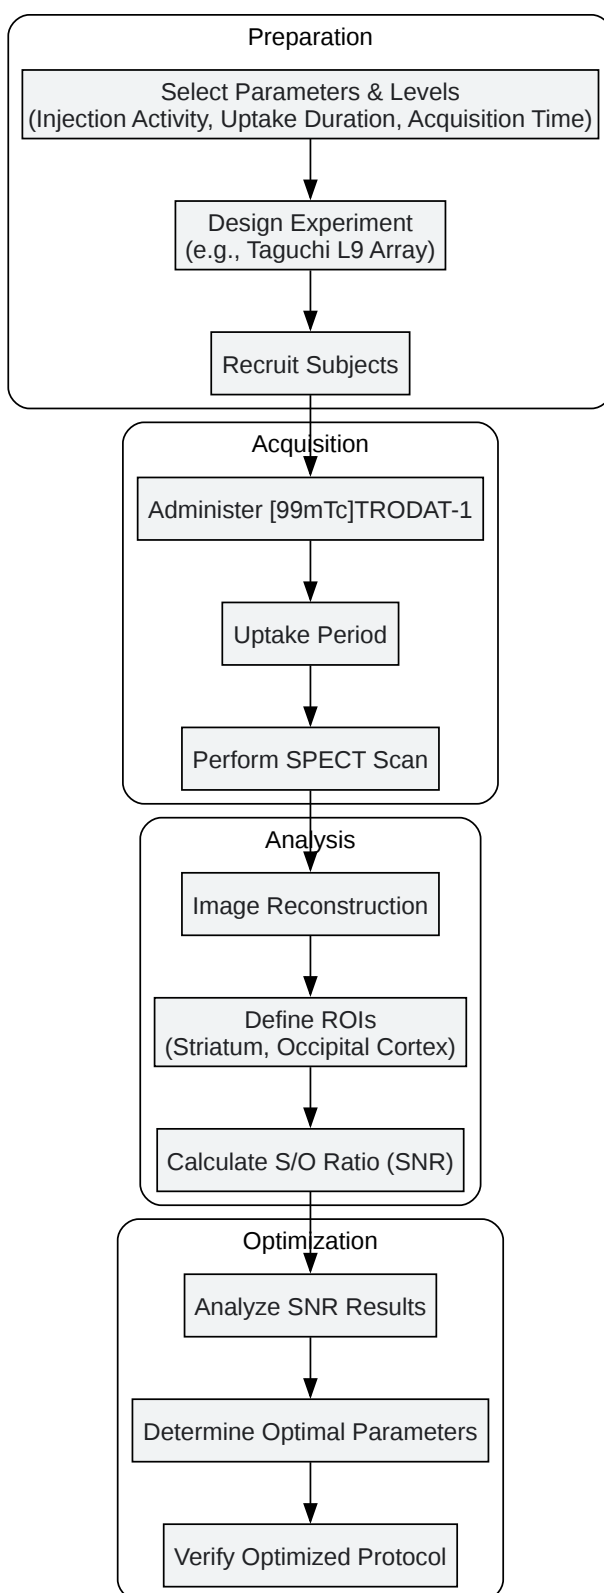 Preparation
Select Parameters & Levels
(Injection Activity, Uptake Duration, Acquisition Time)
Design Experiment
(e.g., Taguchi L9 Array)
Recruit Subjects
Acquisition
Administer [99mTc]TRODAT-1
Uptake Period
Perform SPECT Scan
Analysis
Image Reconstruction
Define ROIs
(Striatum, Occipital Cortex)
Calculate S/O Ratio (SNR)
Optimization
Analyze SNR Results
Determine Optimal Parameters
Verify Optimized Protocol